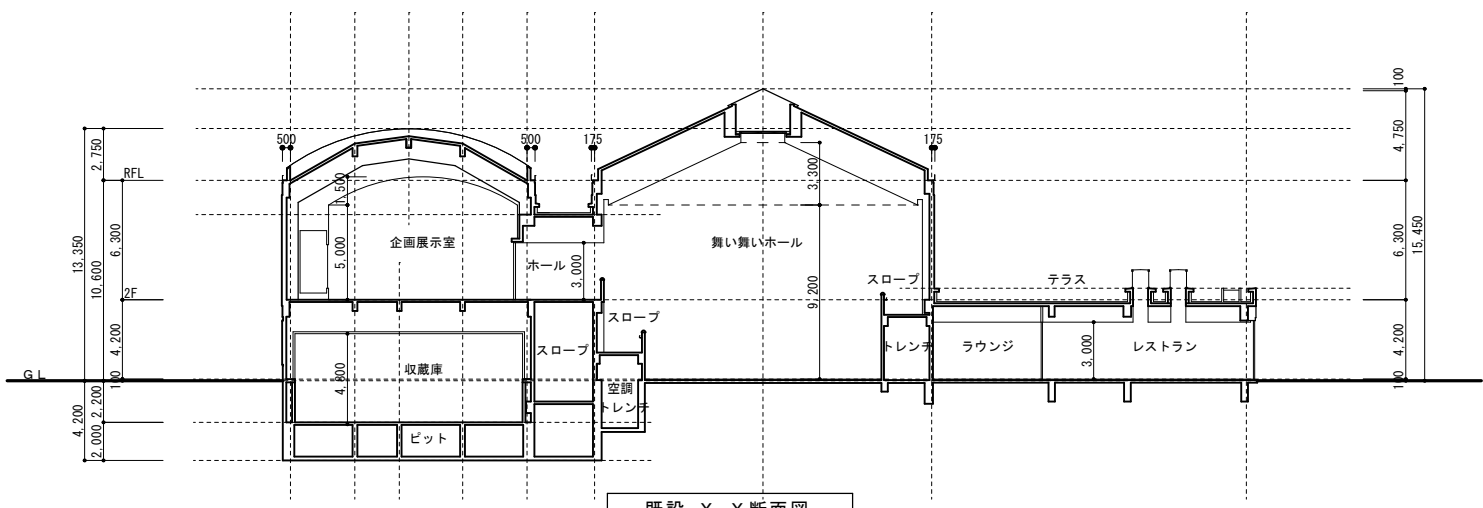 100
500
500
175
175
2,750
4,750
RFL
3,300
1,500
企画展示室
舞い舞いホール
13,350
10,600
6,300
5,000
ホール
3,000
9,200
スロープ
テラス
6,300
15,450
2F
スロープ
4,200
スロープ
トレンチ
ラウンジ
3,000
レストラン
4,200
収蔵庫
4,800
GL
100
空調
トレンチ
100
4,200
2,200
2,000
ピット